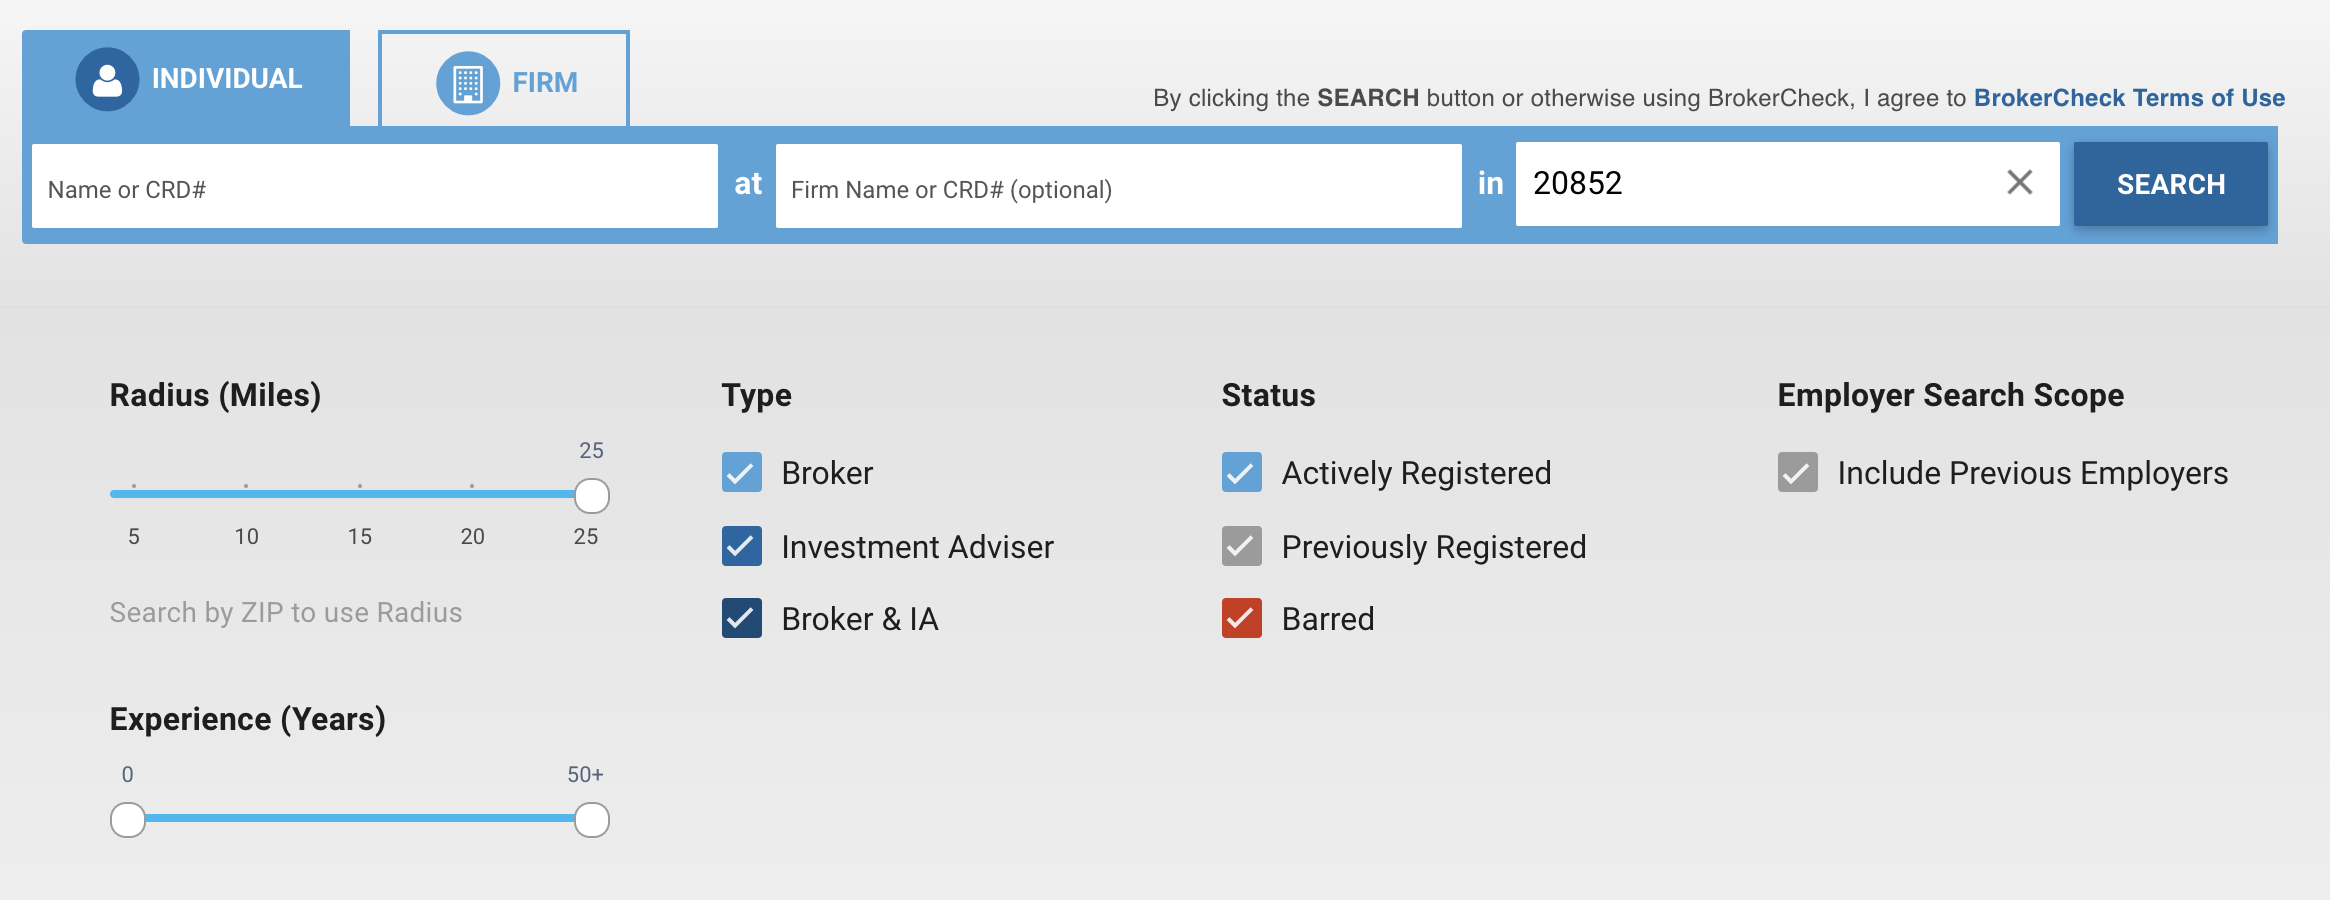 INDIVIDUAL
FIRM
By clicking the SEARCH button or otherwise using BrokerCheck, I agree to BrokerCheck Terms of Use
Name or CRD# at Firm Name or CRD# (optional) in 20852 SEARCH
Radius (Miles)
25
5 10 15 20 25
Search by ZIP to use Radius
Experience (Years)
0 50+
Type
Broker
Investment Adviser
Broker & IA
Status
Actively Registered
Previously Registered
Barred
Employer Search Scope
Include Previous Employers